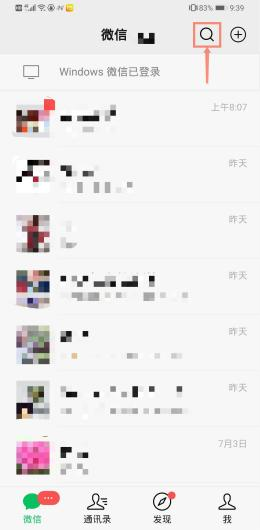 83% 9:39
微信
Windows 微信已登录
上午8:07
昨天
昨天
昨天
昨天
昨天
7月3日
微信
通讯录
发现
我